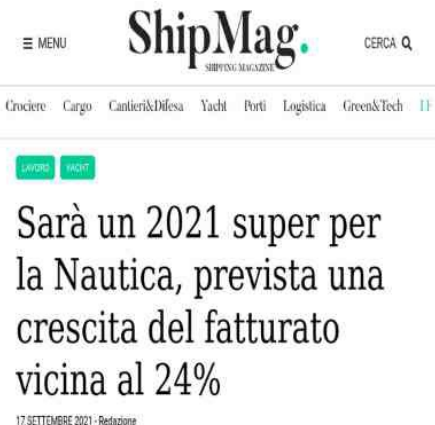 ≡ MENU
ShipMag.
SHIPPING MAGAZINE
CERCA
Crociere Cargo Cantieri&Difesa Yacht Porti Logistica Green&Tech
LAVORO YACHT
Sarà un 2021 super per
la Nautica, prevista una
crescita del fatturato
vicina al 24%
17 SETTEMBRE 2021 - Redazione